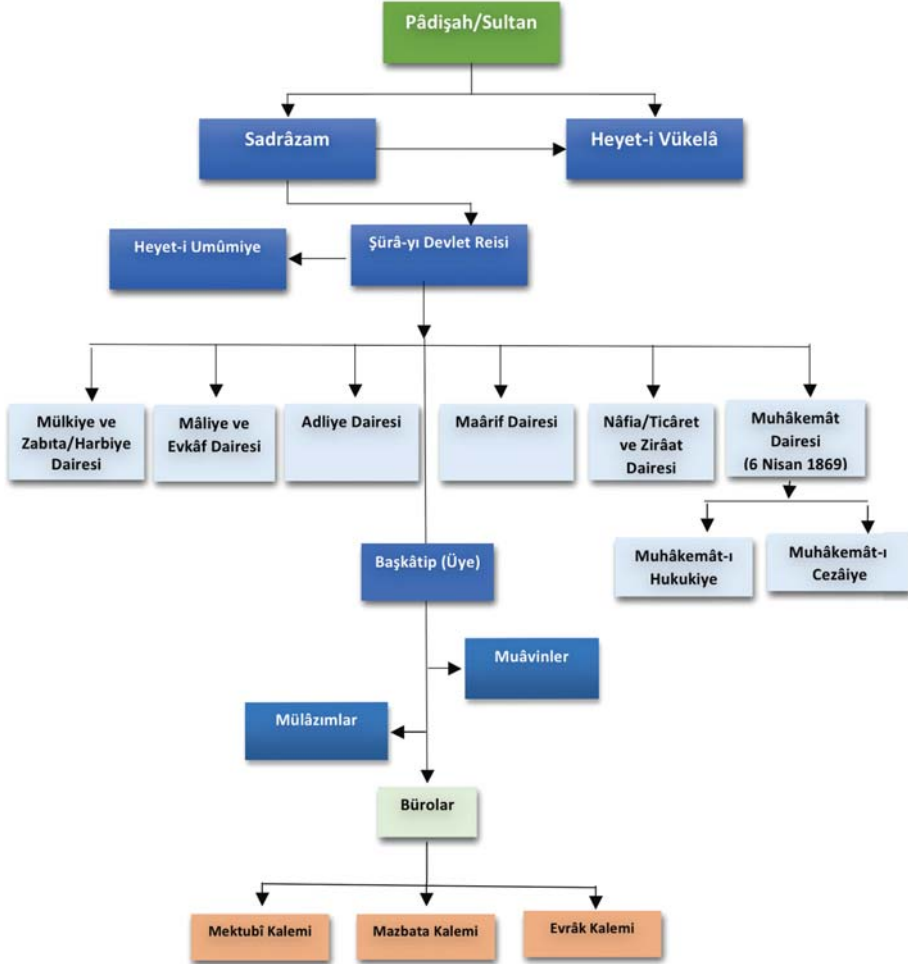 Pâdişah/Sultan
Sadrâzam
Heyet-i Vükelâ
Heyet-i Umûmiye
Şûrâ-yı Devlet Reisi
Mülkiye ve
Zabıta/Harbiye
Dairesi
Mâliye ve
Evkâf Dairesi
Adliye Dairesi
Maârif Dairesi
Nâfia/Ticâret
ve Zirâat
Dairesi
Muhâkemât
Dairesi
(6 Nisan 1869)
Muhâkemât-ı
Hukukiye
Muhâkemât-ı
Cezâiye
Başkâtip (Üye)
Muâvinler
Mülâzımlar
Bürolar
Mektubî Kalemi
Mazbata Kalemi
Evrâk Kalemi